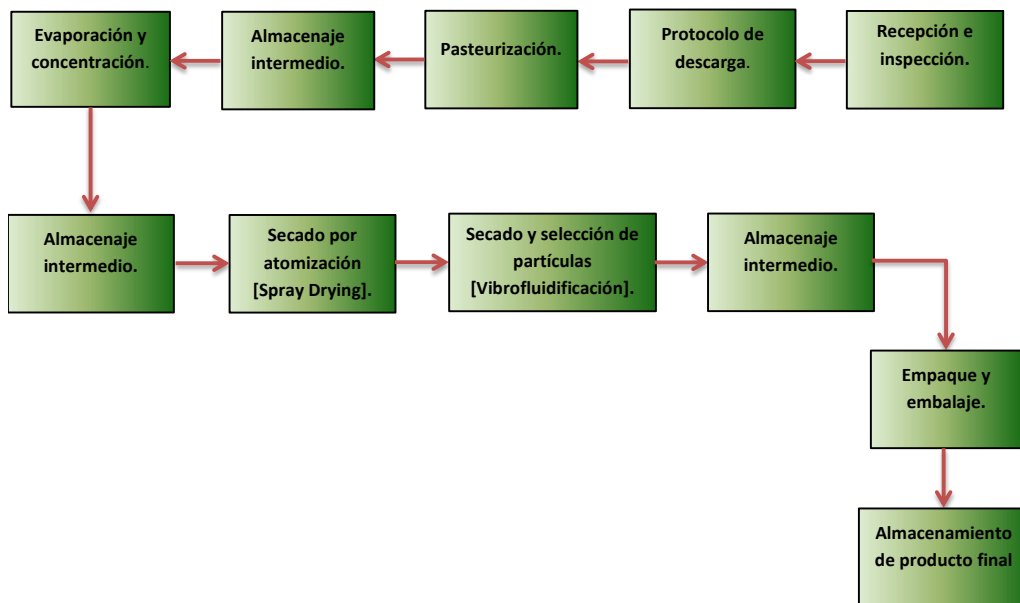 Evaporación y
concentración.
Almacenaje
intermedio.
Pasteurización.
Protocolo de
descarga.
Recepción e
inspección.
Almacenaje
intermedio.
Secado por
atomización
[Spray Drying].
Secado y selección de
partículas
[Vibrofluidificación].
Almacenaje
intermedio.
Empaque y
embalaje.
Almacenamiento
de producto final